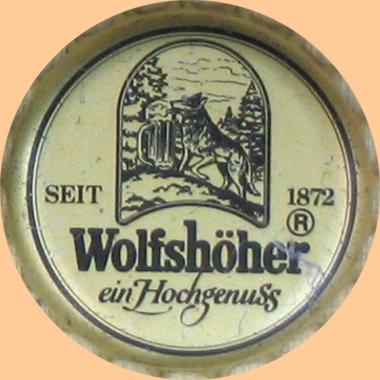 SEIT 1872
Wolfshöher ®
ein Hochgenuss